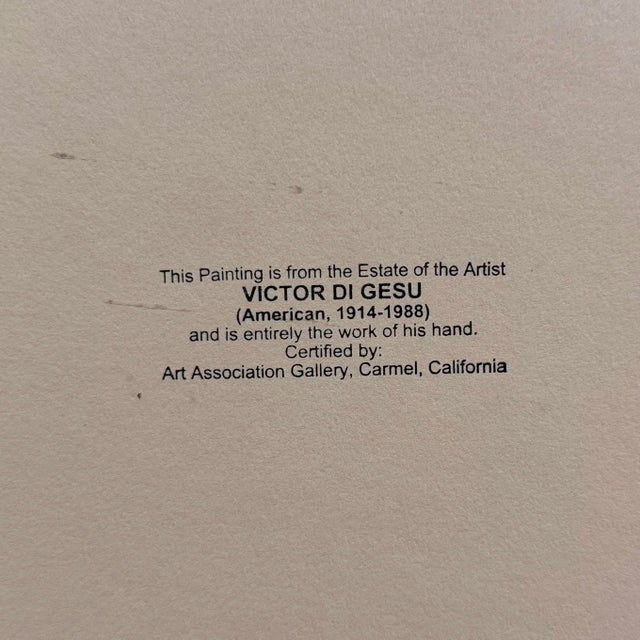 This Painting is from the Estate of the Artist
VICTOR DI GESU
(American, 1914-1988)
and is entirely the work of his hand.
Certified by:
Art Association Gallery, Carmel, California